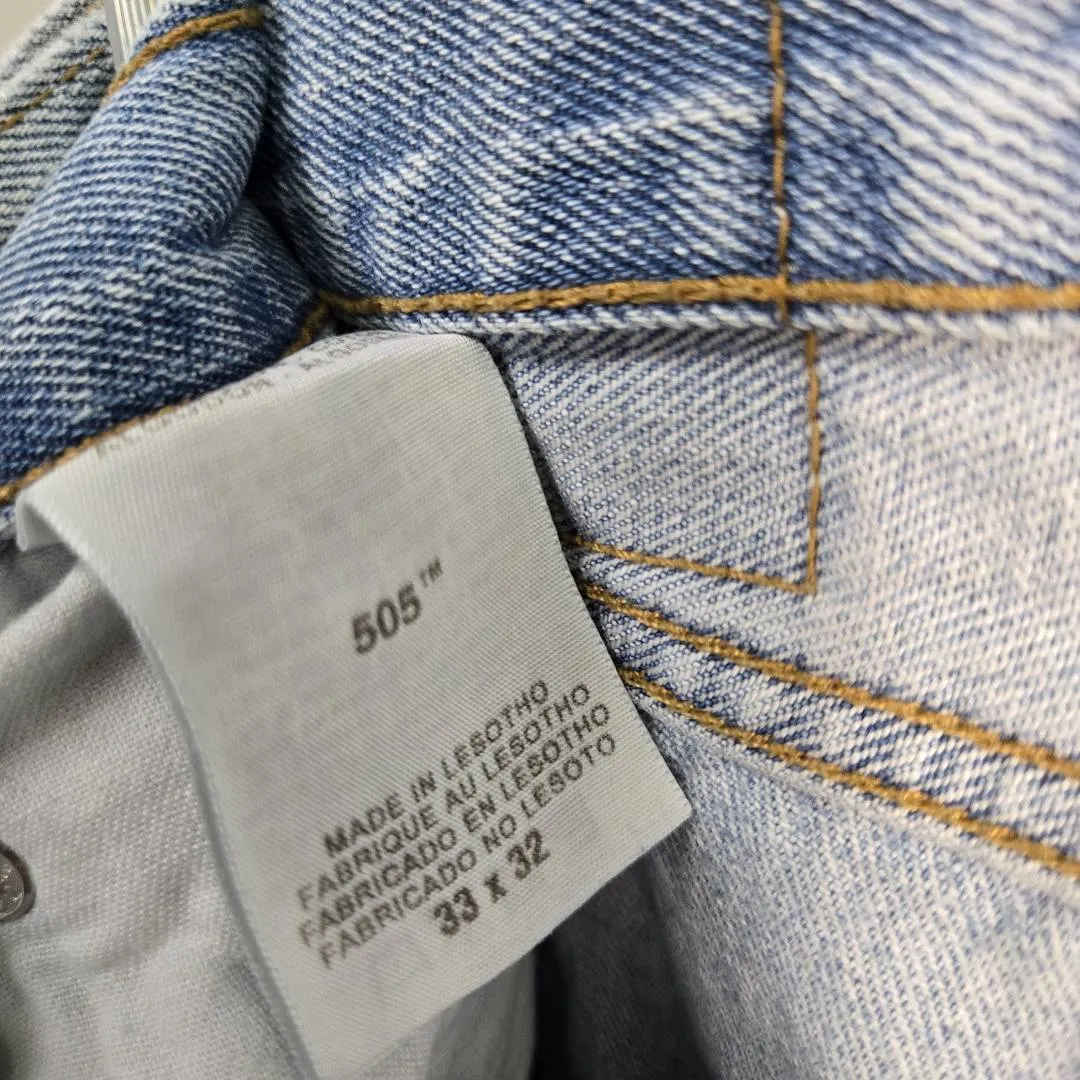 505™
MADE IN LESOTHO
FABRIQUE AU LESOTHO
FABRICADO EN LESOTHO
FABRICADO NO LESOTO
33 x 32